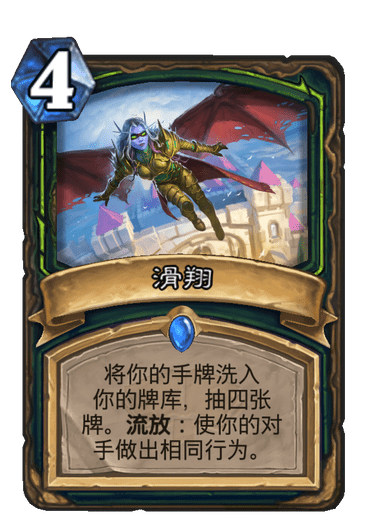 4
滑翔
将你的手牌洗入
你的牌库，抽四张
牌。流放：使你的对
手做出相同行为。